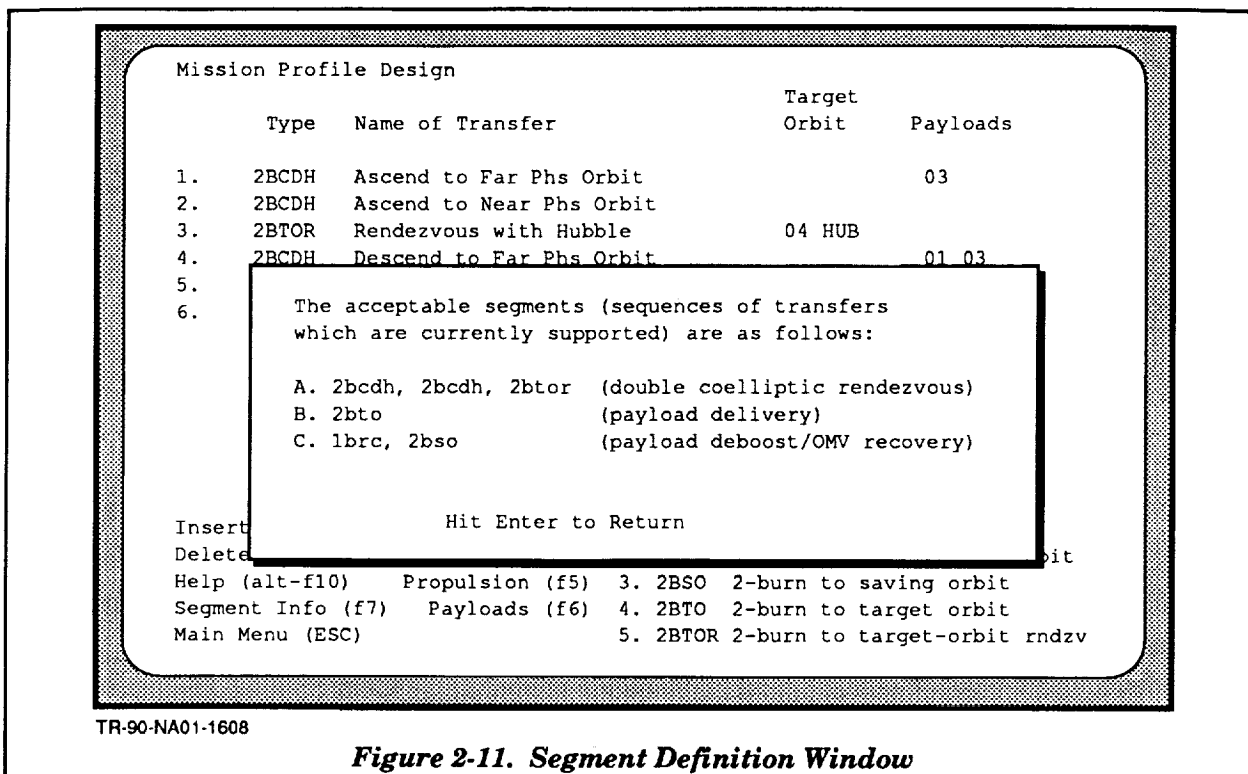 Mission Profile Design
Target
Type Name of Transfer Orbit Payloads
1. 2BCDH Ascend to Far Phs Orbit 03
2. 2BCDH Ascend to Near Phs Orbit
3. 2BTOR Rendezvous with Hubble 04 HUB
4. 2BCDH Descend to Far Phs Orbit 01 03
5.
6.
The acceptable segments (sequences of transfers
which are currently supported) are as follows:
A. 2bcdh, 2bcdh, 2btor (double coelliptic rendezvous)
B. 2bto (payload delivery)
C. 1brc, 2bso (payload deboost/OMV recovery)
Hit Enter to Return
Insert
Delete bit
Help (alt-f10) Propulsion (f5) 3. 2BSO 2-burn to saving orbit
Segment Info (f7) Payloads (f6) 4. 2BTO 2-burn to target orbit
Main Menu (ESC) 5. 2BTOR 2-burn to target-orbit rndzv
TR-90-NA01-1608
Figure 2-11. Segment Definition Window